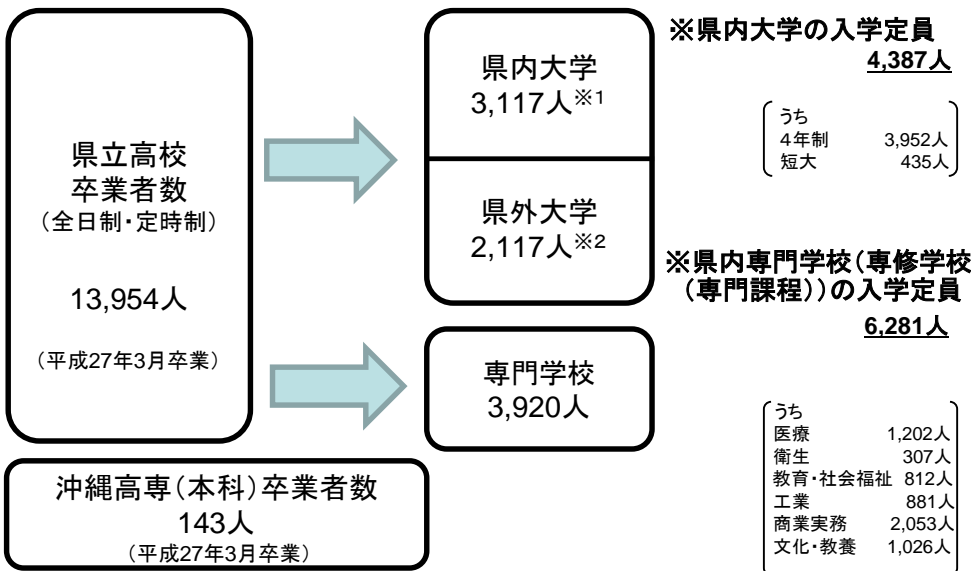 県立高校
卒業者数
（全日制・定時制）
13,954人
（平成27年3月卒業）
沖縄高専（本科）卒業者数
143人
（平成27年3月卒業）
県内大学
3,117人※1
県外大学
2,117人※2
専門学校
3,920人
※県内大学の入学定員
4,387人
うち
4年制 3,952人
短大 435人
※県内専門学校（専修学校
（専門課程））の入学定員
6,281人
うち
医療 1,202人
衛生 307人
教育・社会福祉 812人
工業 881人
商業実務 2,053人
文化・教養 1,026人